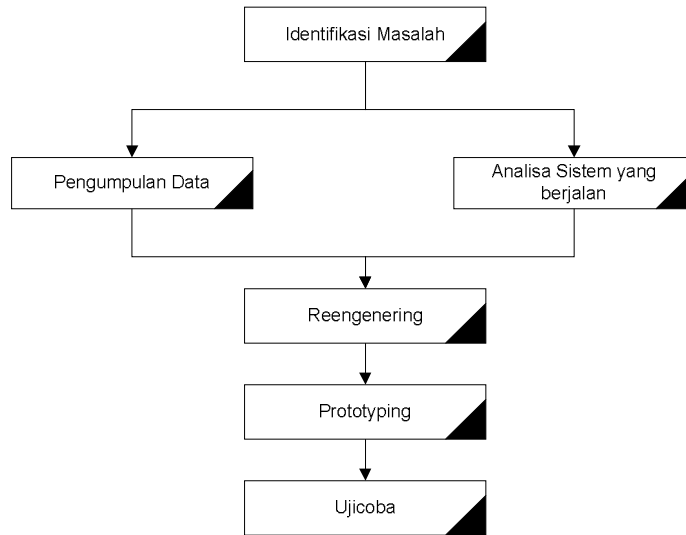 Identifikasi Masalah
Pengumpulan Data
Analisa Sistem yang
berjalan
Reengenering
Prototyping
Ujicoba